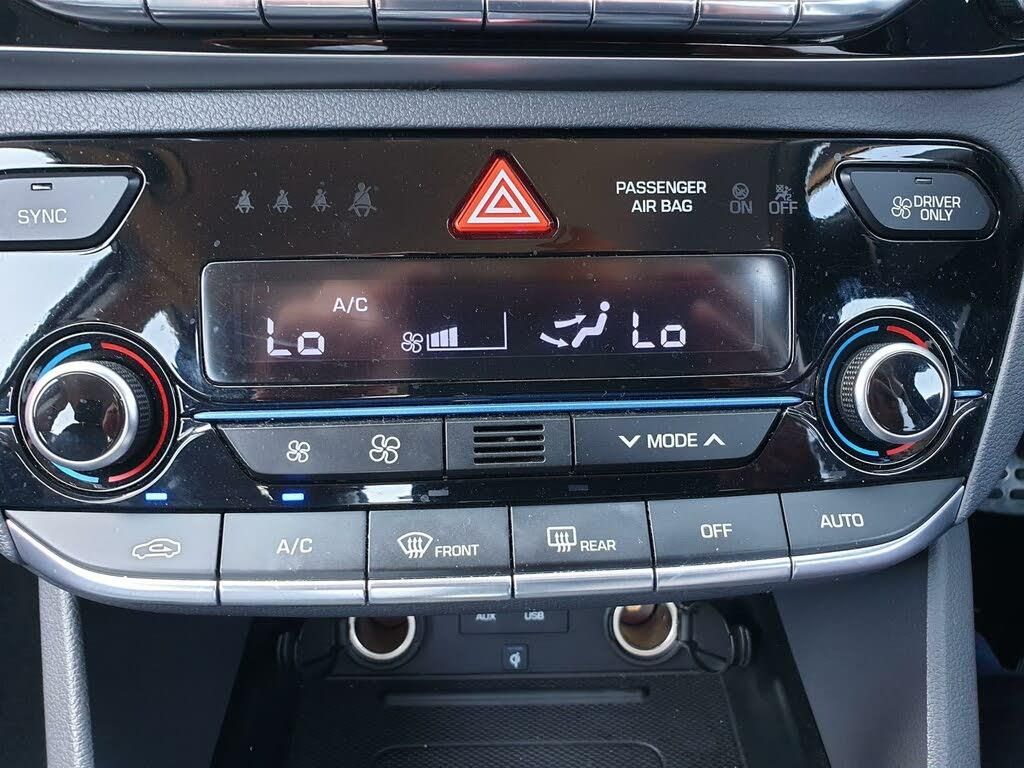 SYNC
PASSENGER
AIR BAG
ON
OFF
DRIVER
ONLY
A/C
Lo
Lo
MODE
A/C
FRONT
REAR
OFF
AUTO
AUX
USB